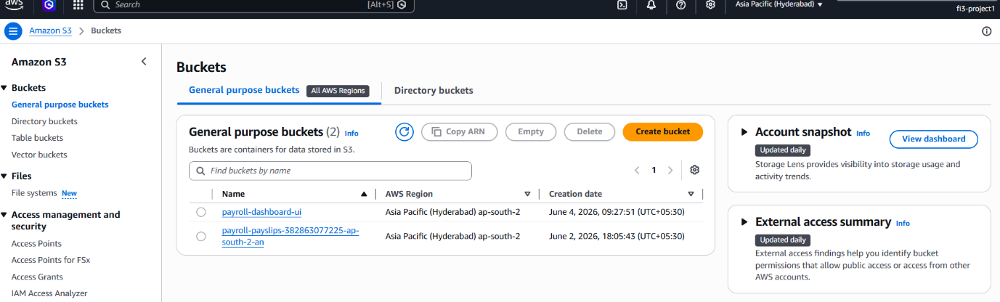 aws
Search
[Alt+S]
Asia Pacific (Hyderabad)
fi3-project1
Amazon S3 > Buckets
Amazon S3
Buckets
General purpose buckets
Directory buckets
Table buckets
Vector buckets
Files
File systems New
Access management and
security
Access Points
Access Points for FSx
Access Grants
IAM Access Analyzer
Buckets
General purpose buckets All AWS Regions
Directory buckets
General purpose buckets (2) Info
Copy ARN
Empty
Delete
Create bucket
Buckets are containers for data stored in S3.
Find buckets by name
1
Name AWS Region Creation date
payroll-dashboard-ui Asia Pacific (Hyderabad) ap-south-2 June 4, 2026, 09:27:51 (UTC+05:30)
payroll-payslips-382863077225-ap-
south-2-an Asia Pacific (Hyderabad) ap-south-2 June 2, 2026, 18:05:43 (UTC+05:30)
Account snapshot Info
View dashboard
Updated daily
Storage Lens provides visibility into storage usage and
activity trends.
External access summary Info
Updated daily
External access findings help you identify bucket
permissions that allow public access or access from other
AWS accounts.